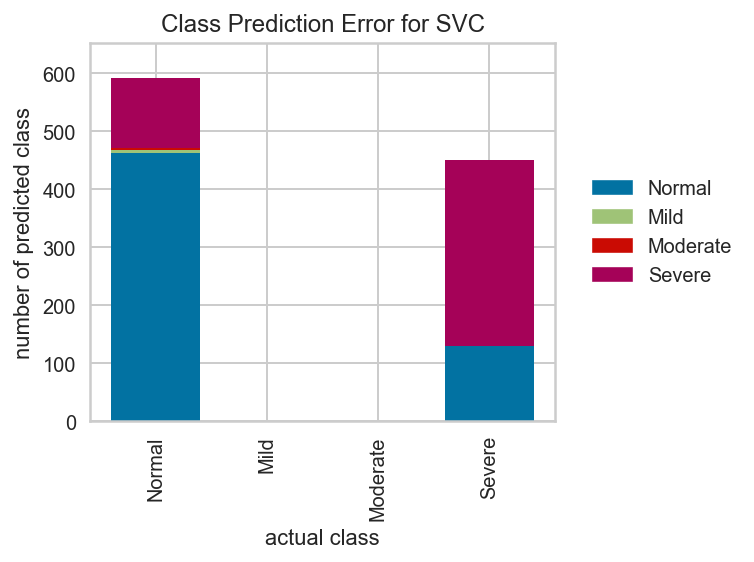 Class Prediction Error for SVC
number of predicted class
600
500
400
300
200
100
0
Normal
Mild
Moderate
Severe
actual class
Normal
Mild
Moderate
Severe